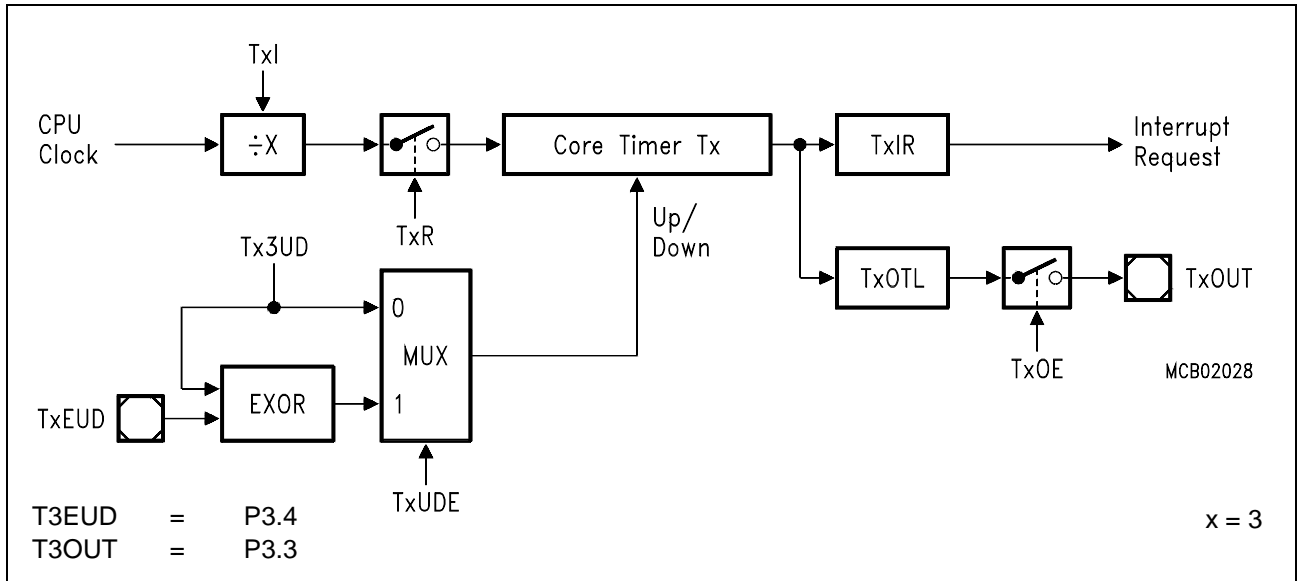 TxI
CPU
Clock
÷X
Core Timer Tx
TxIR
Interrupt
Request
TxR
Up/
Down
Tx3UD
TxOTL
TxOUT
0
MUX
TxOE
MCB02028
TxEUD
EXOR
1
TxUDE
T3EUD = P3.4
x = 3
T3OUT = P3.3